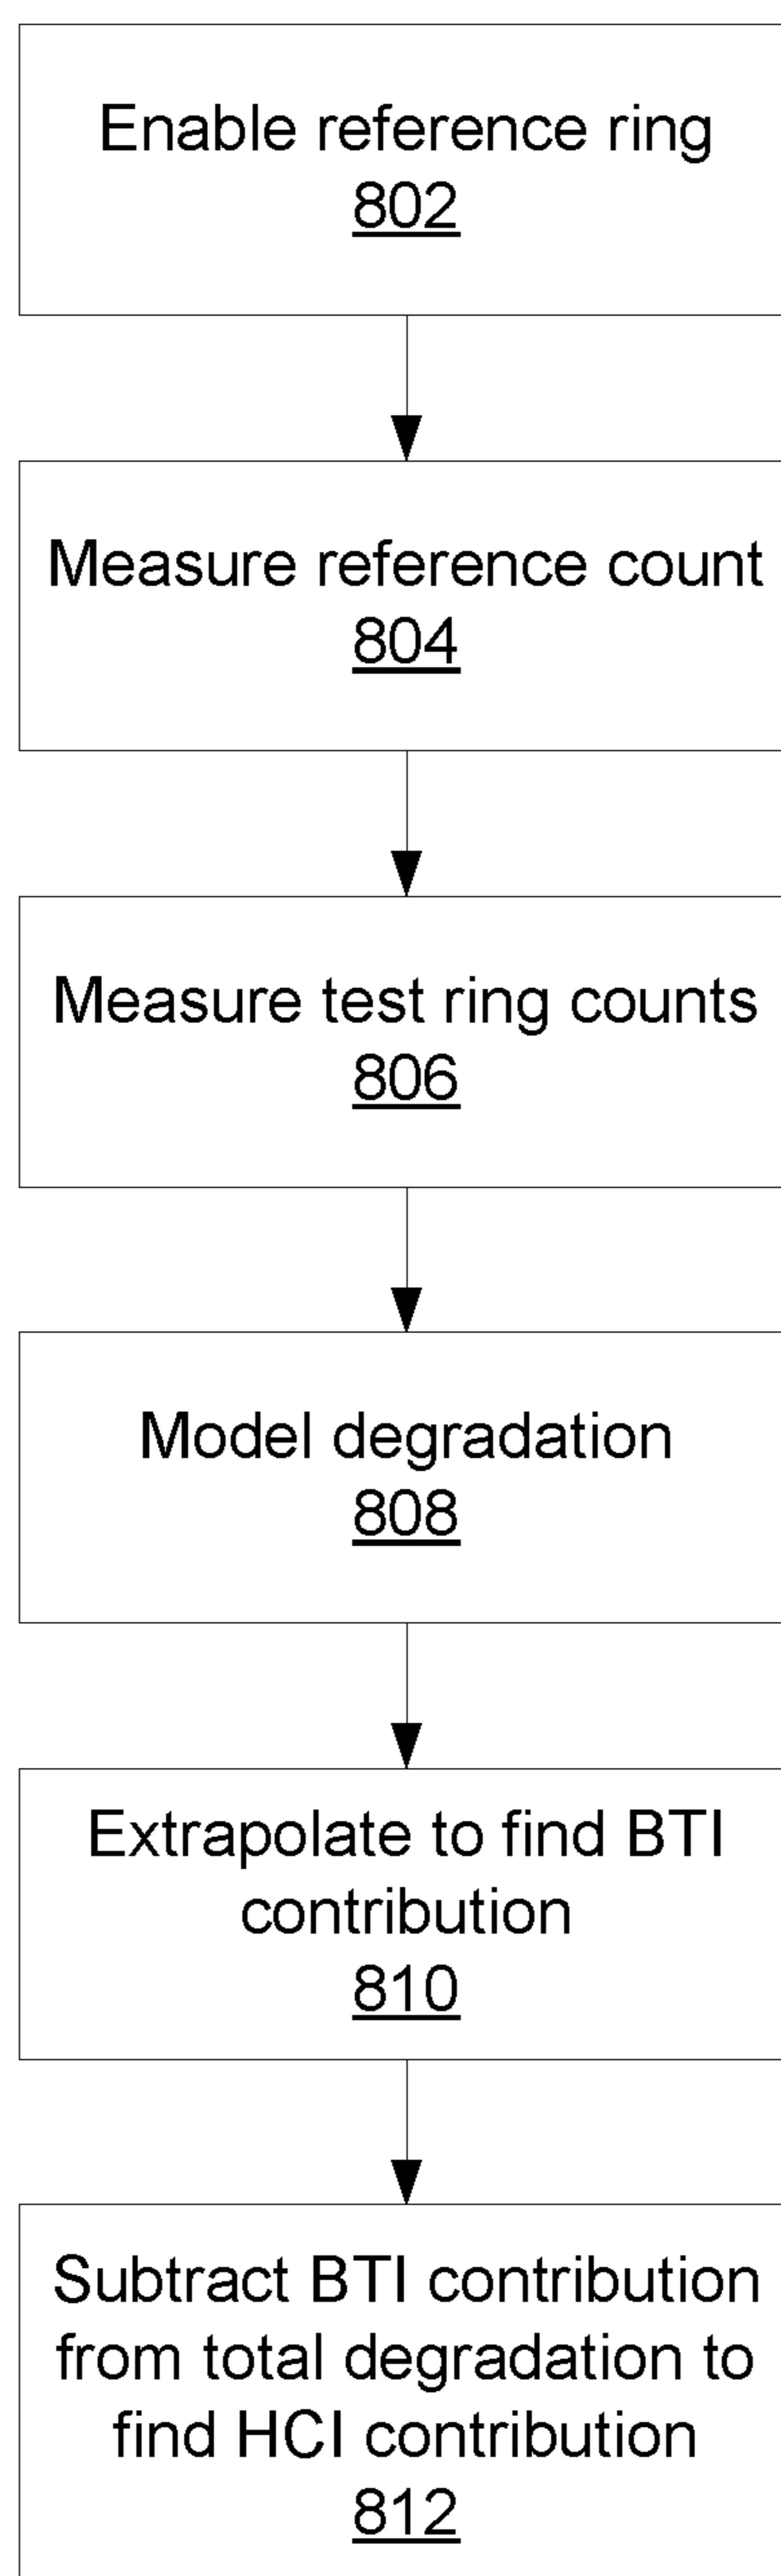 Enable reference ring
802
Measure reference count
804
Measure test ring counts
806
Model degradation
808
Extrapolate to find BTI
contribution
810
Subtract BTI contribution
from total degradation to
find HCI contribution
812